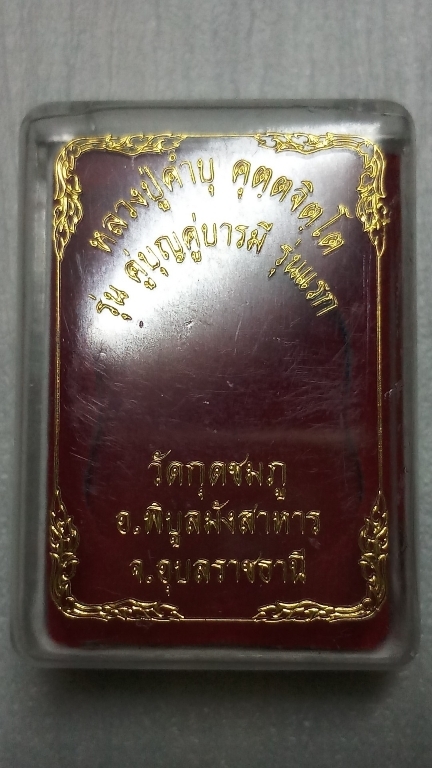 หลวงปู่คำบุ คุตฺตจิตฺโต
รุ่น คู่บุญคู่บารมี รุ่นแรก
วัดกุดชมภู
อ.พิบูลมังสาหาร
จ.อุบลราชธานี